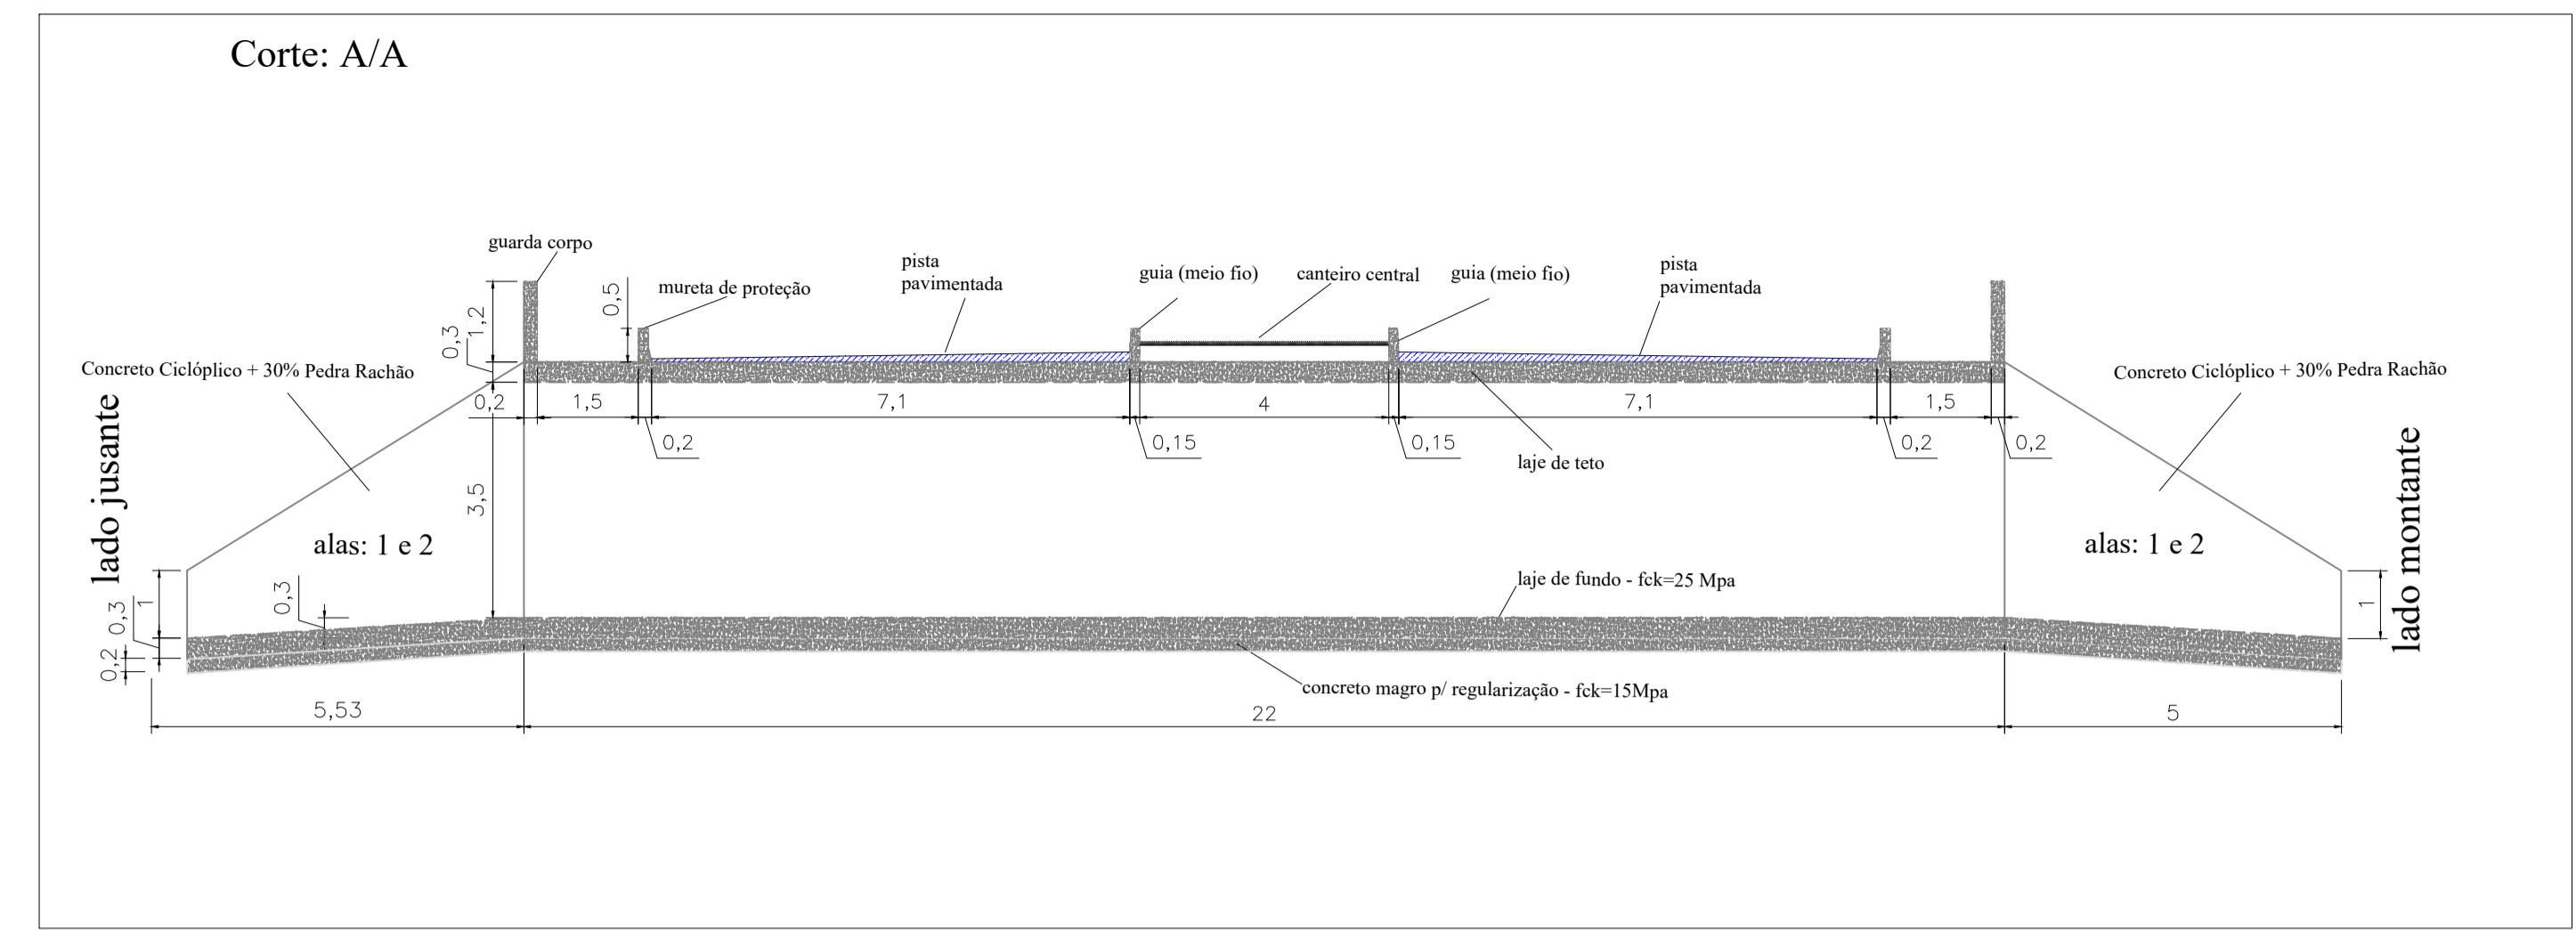 Corte: A/A
guarda corpo
mureta de proteção
pista
pavimentada
guia (meio fio)
canteiro central
guia (meio fio)
pista
pavimentada
0,5
1,2
0,3
Concreto Ciclóplico + 30% Pedra Rachão
Concreto Ciclóplico + 30% Pedra Rachão
0,2
1,5
7,1
4
7,1
1,5
0,2
0,15
0,15
0,2
0,2
laje de teto
lado jusante
lado montante
3,5
alas: 1 e 2
alas: 1 e 2
laje de fundo - fck=25 Mpa
0,3
1
0,3
0,2
1
concreto magro p/ regularização - fck=15Mpa
5,53
22
5